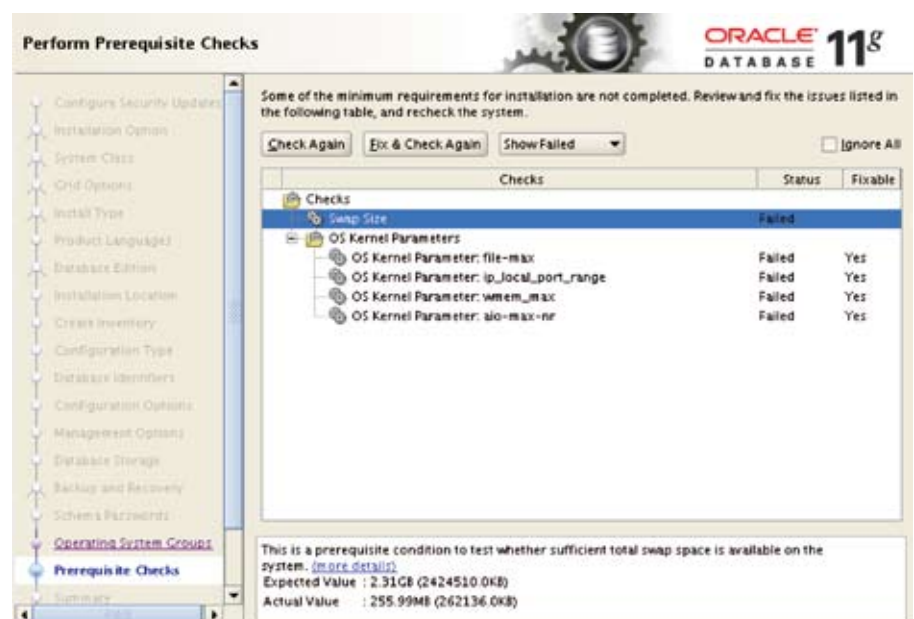 Perform Prerequisite Checks
ORACLE DATABASE 11g
Configure Security Updates
Installation Option
System Class
Grid Options
Install Type
Product Languages
Database Edition
Installation Location
Create Inventory
Configuration Type
Database Identifiers
Configuration Options
Management Options
Database Storage
Backup and Recovery
Schema Passwords
Operating System Groups
Prerequisite Checks
Summary
Some of the minimum requirements for installation are not completed. Review and fix the issues listed in
the following table, and recheck the system.
Check Again Fix & Check Again Show Failed Ignore All
Checks Status Fixable
Checks
Swap Size Failed
OS Kernel Parameters
OS Kernel Parameter: file-max Failed Yes
OS Kernel Parameter: ip_local_port_range Failed Yes
OS Kernel Parameter: wmem_max Failed Yes
OS Kernel Parameter: aio-max-nr Failed Yes
This is a prerequisite condition to test whether sufficient total swap space is available on the
system. (more details)
Expected Value : 2.31GB (2424510.0KB)
Actual Value : 255.99MB (262136.0KB)